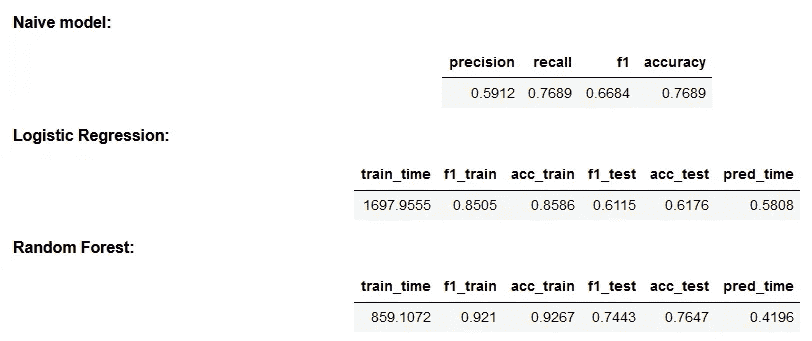 Naive model:
precision recall f1 accuracy
0.5912 0.7689 0.6684 0.7689
Logistic Regression:
train_time f1_train acc_train f1_test acc_test pred_time
1697.9555 0.8505 0.8586 0.6115 0.6176 0.5808
Random Forest:
train_time f1_train acc_train f1_test acc_test pred_time
859.1072 0.921 0.9267 0.7443 0.7647 0.4196